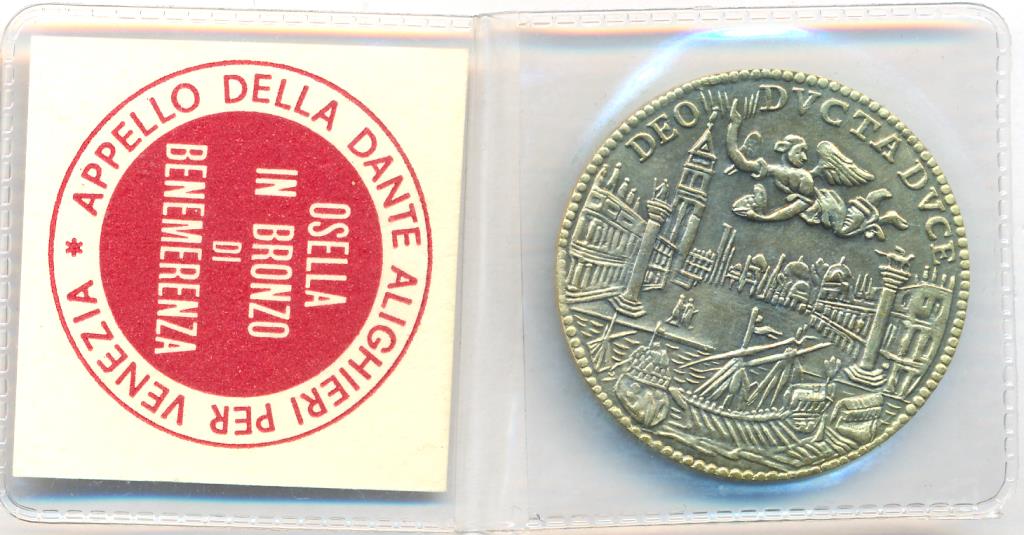 * APPELLO DELLA DANTE ALIGHIERI PER VENEZIA
OSELLA
IN BRONZO
DI
BENEMERENZA
DEO DVCTA DVCE